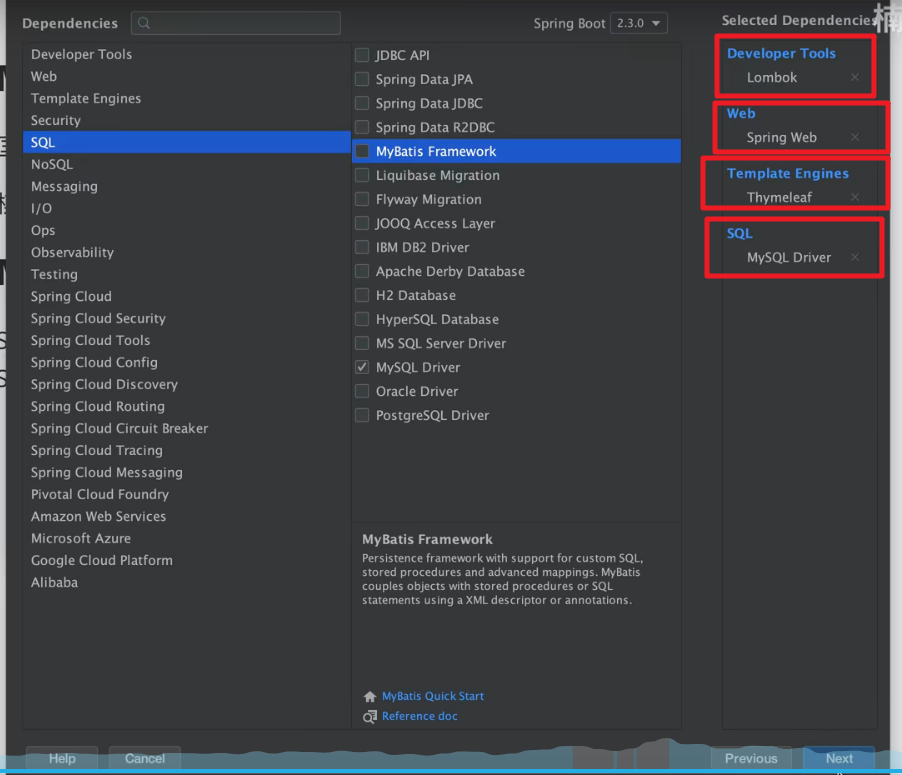 Dependencies
Spring Boot 2.3.0
Selected Dependencies
Developer Tools
Web
Template Engines
Security
SQL
NoSQL
Messaging
I/O
Ops
Observability
Testing
Spring Cloud
Spring Cloud Security
Spring Cloud Tools
Spring Cloud Config
Spring Cloud Discovery
Spring Cloud Routing
Spring Cloud Circuit Breaker
Spring Cloud Tracing
Spring Cloud Messaging
Pivotal Cloud Foundry
Amazon Web Services
Microsoft Azure
Google Cloud Platform
Alibaba
JDBC API
Spring Data JPA
Spring Data JDBC
Spring Data R2DBC
MyBatis Framework
Liquibase Migration
Flyway Migration
JOOQ Access Layer
IBM DB2 Driver
Apache Derby Database
H2 Database
HyperSQL Database
MS SQL Server Driver
MySQL Driver
Oracle Driver
PostgreSQL Driver
MyBatis Framework
Persistence framework with support for custom SQL,
stored procedures and advanced mappings. MyBatis
couples objects with stored procedures or SQL
statements using a XML descriptor or annotations.
MyBatis Quick Start
Reference doc
Developer Tools
Lombok
Web
Spring Web
Template Engines
Thymeleaf
SQL
MySQL Driver
Help
Cancel
Previous
Next